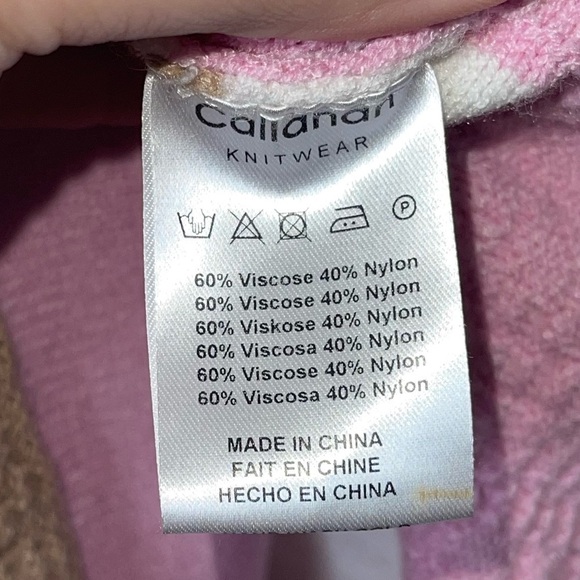 Callahan
KNITWEAR
P
60% Viscose 40% Nylon
60% Viscose 40% Nylon
60% Viskose 40% Nylon
60% Viscosa 40% Nylon
60% Viscose 40% Nylon
60% Viscosa 40% Nylon
MADE IN CHINA
FAIT EN CHINE
HECHO EN CHINA